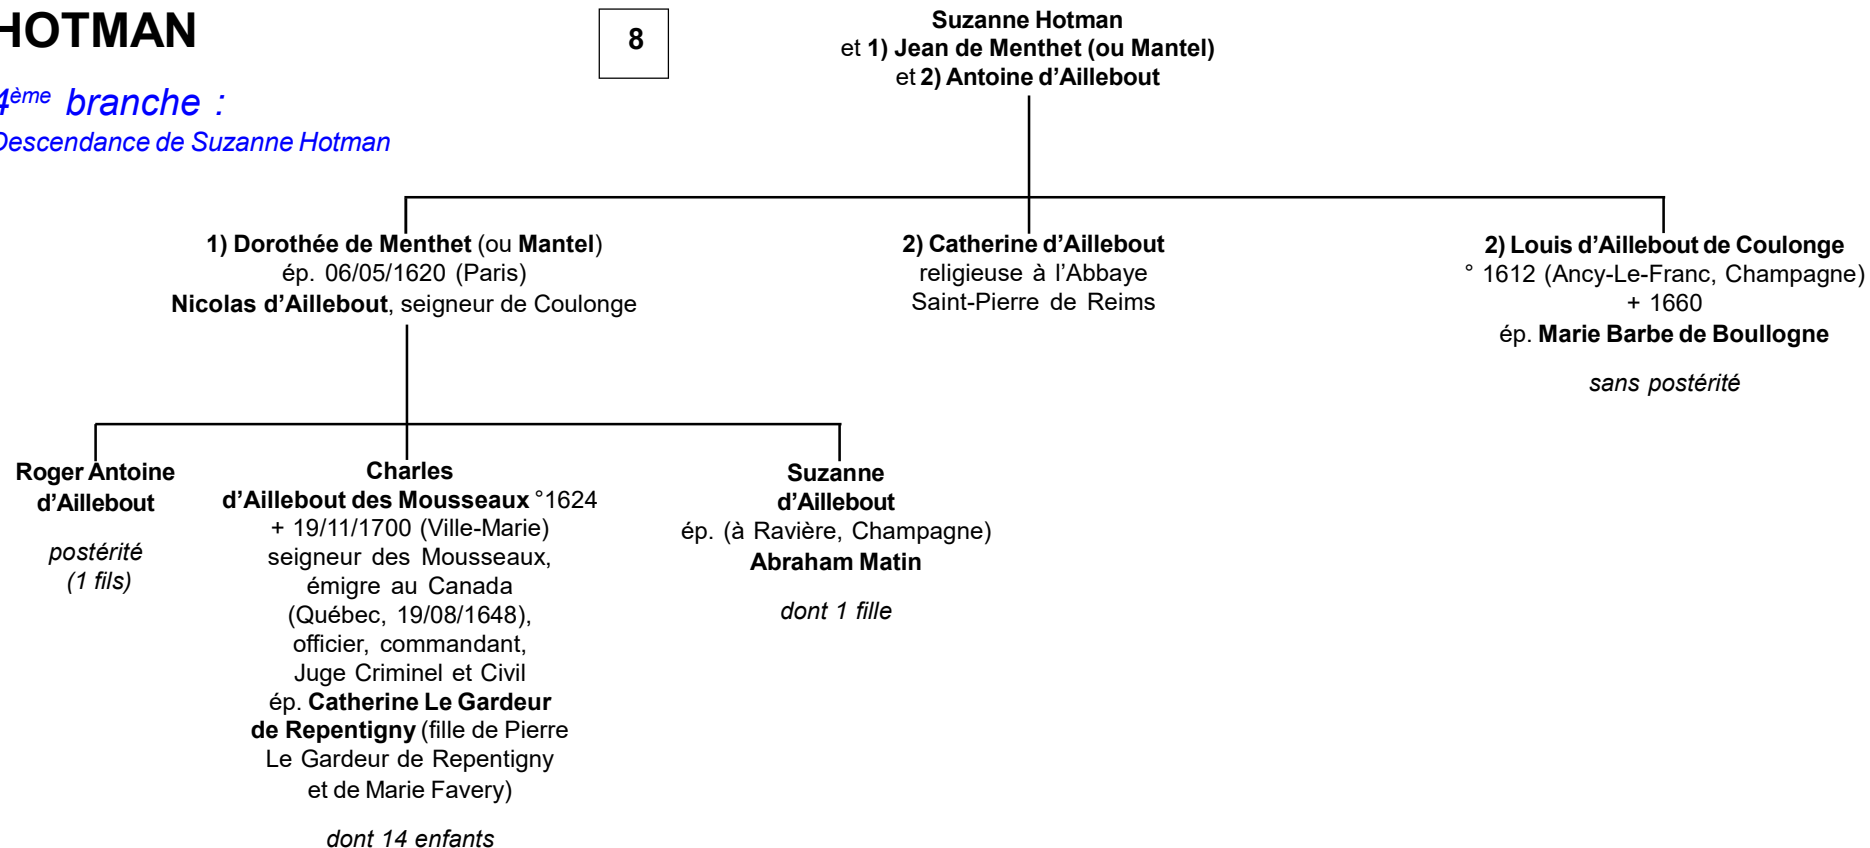 HOTMAN
4ème branche :
Descendance de Suzanne Hotman
8
Suzanne Hotman
et 1) Jean de Menthet (ou Mantel)
et 2) Antoine d’Aillebout
1) Dorothée de Menthet (ou Mantel)
ép. 06/05/1620 (Paris)
Nicolas d’Aillebout, seigneur de Coulonge
2) Catherine d’Aillebout
religieuse à l’Abbaye
Saint-Pierre de Reims
2) Louis d’Aillebout de Coulonge
° 1612 (Ancy-Le-Franc, Champagne)
+ 1660
ép. Marie Barbe de Boullogne
sans postérité
Roger Antoine
d’Aillebout
postérité
(1 fils)
Charles
d’Aillebout des Mousseaux °1624
+ 19/11/1700 (Ville-Marie)
seigneur des Mousseaux,
émigre au Canada
(Québec, 19/08/1648),
officier, commandant,
Juge Criminel et Civil
ép. Catherine Le Gardeur
de Repentigny (fille de Pierre
Le Gardeur de Repentigny
et de Marie Favery)
dont 14 enfants
Suzanne
d’Aillebout
ép. (à Ravière, Champagne)
Abraham Matin
dont 1 fille